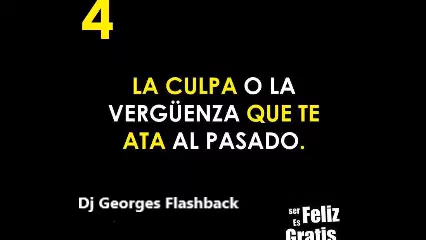 4
LA CULPA O LA
VERGÜENZA QUE TE
ATA AL PASADO.
Dj Georges Flashback
ser
Es Feliz
Gratis